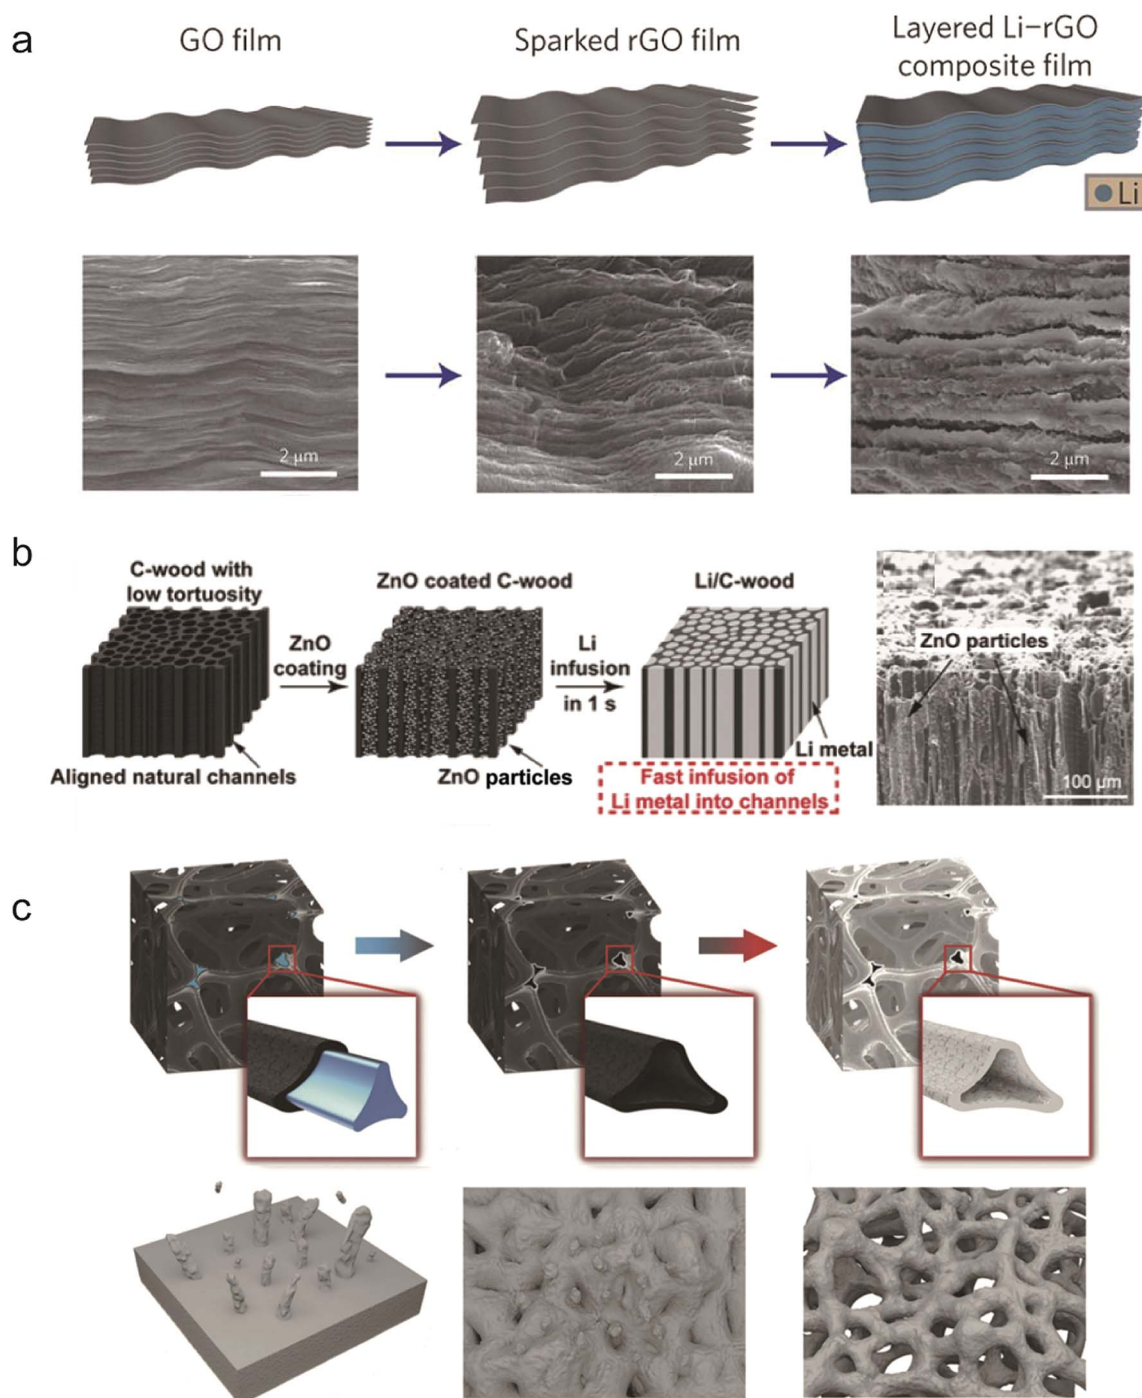 a
GO film
Sparked rGO film
Layered Li–rGO
composite film
Li
2 μm
2 μm
2 μm
b
C-wood with
low tortuosity
ZnO
coating
ZnO coated C-wood
Li
infusion
in 1 s
Li/C-wood
Aligned natural channels
ZnO particles
Li metal
Fast infusion of
Li metal into channels
ZnO particles
100 μm
c